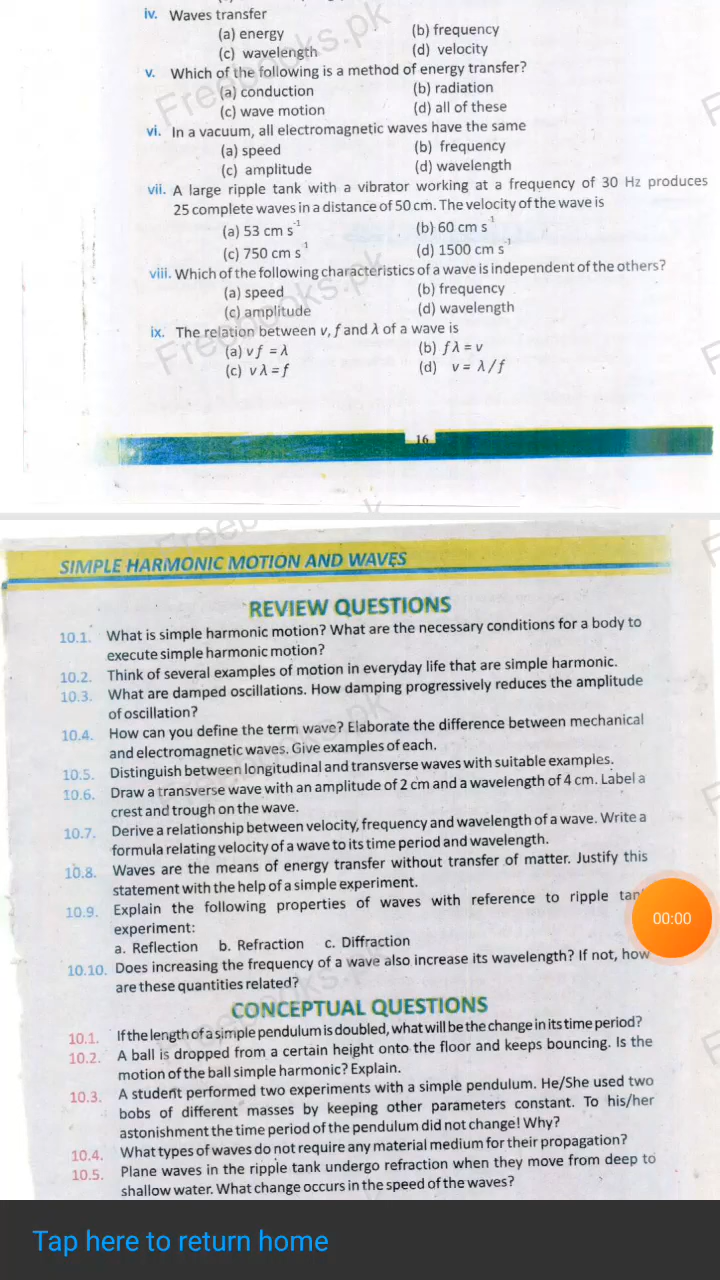 iv. Waves transfer
(a) energy (b) frequency
(c) wavelength (d) velocity
v. Which of the following is a method of energy transfer?
(a) conduction (b) radiation
(c) wave motion (d) all of these
vi. In a vacuum, all electromagnetic waves have the same
(a) speed (b) frequency
(c) amplitude (d) wavelength
vii. A large ripple tank with a vibrator working at a frequency of 30 Hz produces
25 complete waves in a distance of 50 cm. The velocity of the wave is
(a) 53 cm s⁻¹ (b) 60 cm s⁻¹
(c) 750 cm s⁻¹ (d) 1500 cm s⁻¹
viii. Which of the following characteristics of a wave is independent of the others?
(a) speed (b) frequency
(c) amplitude (d) wavelength
ix. The relation between v, f and λ of a wave is
(a) v f = λ (b) f λ = v
(c) v λ = f (d) v = λ / f
16
SIMPLE HARMONIC MOTION AND WAVES
REVIEW QUESTIONS
10.1. What is simple harmonic motion? What are the necessary conditions for a body to
execute simple harmonic motion?
10.2. Think of several examples of motion in everyday life that are simple harmonic.
10.3. What are damped oscillations. How damping progressively reduces the amplitude
of oscillation?
10.4. How can you define the term wave? Elaborate the difference between mechanical
and electromagnetic waves. Give examples of each.
10.5. Distinguish between longitudinal and transverse waves with suitable examples.
10.6. Draw a transverse wave with an amplitude of 2 cm and a wavelength of 4 cm. Label a
crest and trough on the wave.
10.7. Derive a relationship between velocity, frequency and wavelength of a wave. Write a
formula relating velocity of a wave to its time period and wavelength.
10.8. Waves are the means of energy transfer without transfer of matter. Justify this
statement with the help of a simple experiment.
10.9. Explain the following properties of waves with reference to ripple
experiment:
a. Reflection b. Refraction c. Diffraction
10.10. Does increasing the frequency of a wave also increase its wavelength? If not, how
are these quantities related?
00:00
CONCEPTUAL QUESTIONS
10.1. If the length of a simple pendulum is doubled, what will be the change in its time period?
10.2. A ball is dropped from a certain height onto the floor and keeps bouncing. Is the
motion of the ball simple harmonic? Explain.
10.3. A student performed two experiments with a simple pendulum. He/She used two
bobs of different masses by keeping other parameters constant. To his/her
astonishment the time period of the pendulum did not change! Why?
10.4. What types of waves do not require any material medium for their propagation?
10.5. Plane waves in the ripple tank undergo refraction when they move from deep to
shallow water. What change occurs in the speed of the waves?
Tap here to return home